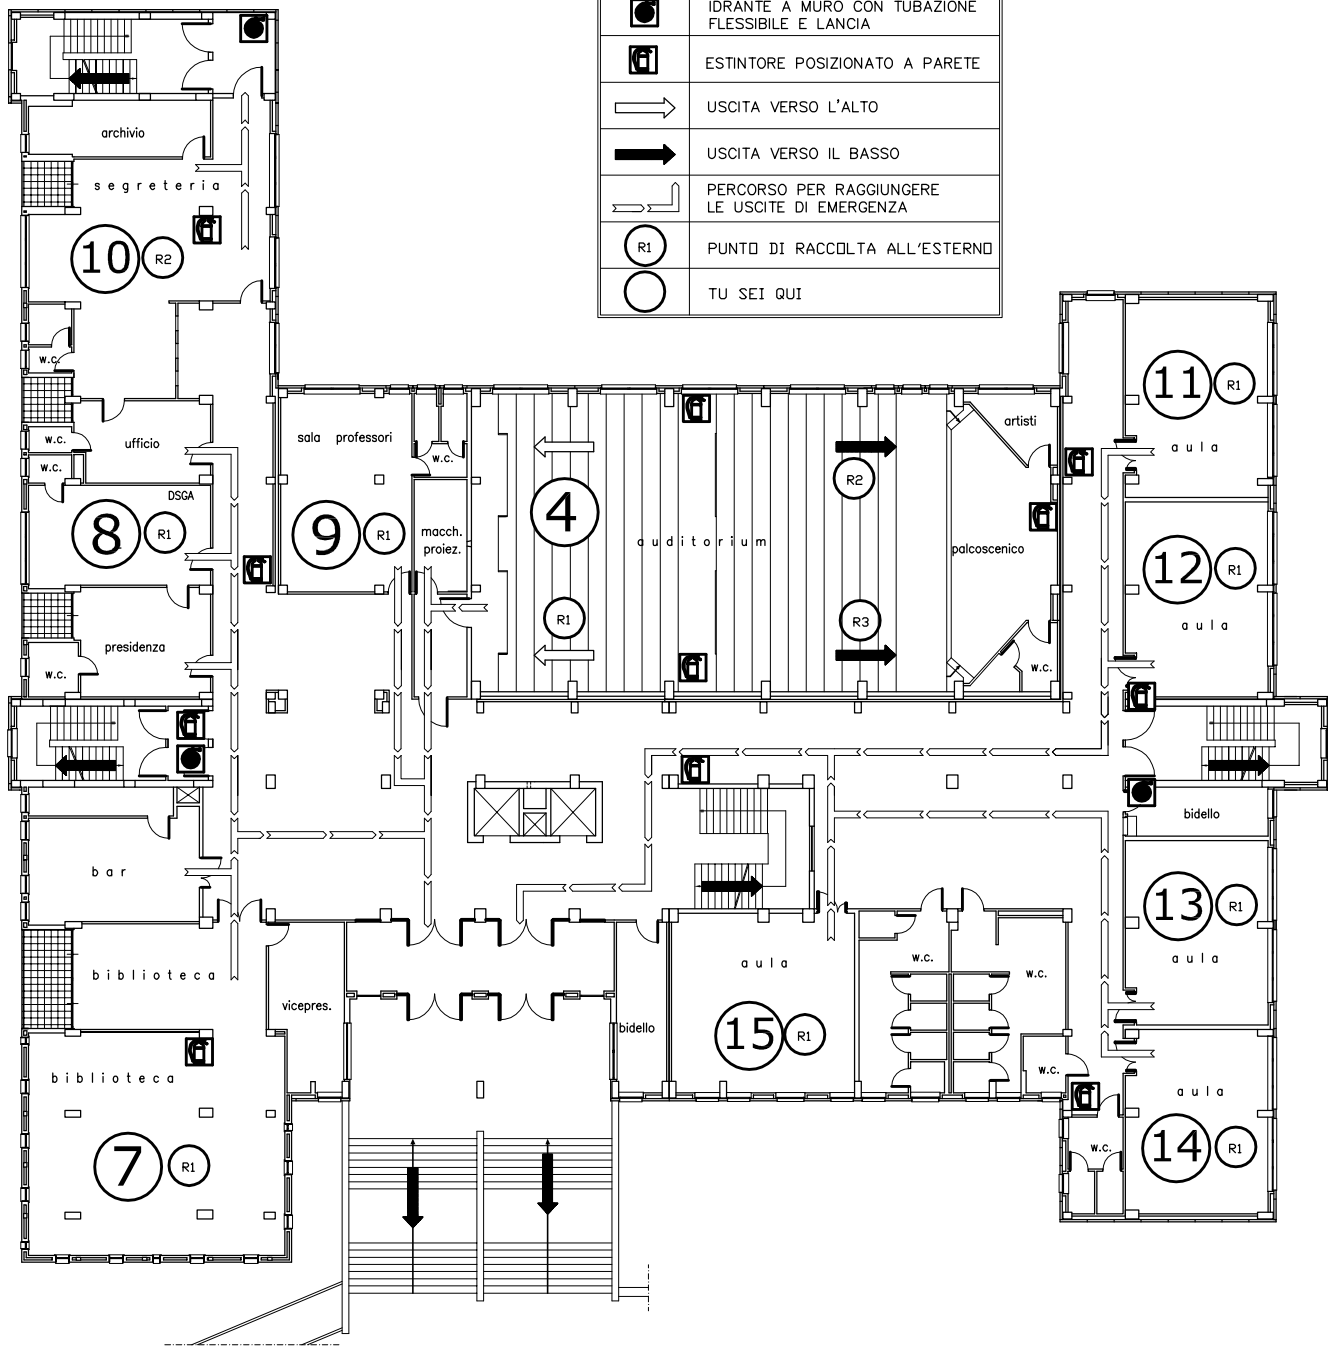 IDRANTE A MURO CON TUBAZIONE
FLESSIBILE E LANCIA
ESTINTORE POSIZIONATO A PARETE
USCITA VERSO L'ALTO
USCITA VERSO IL BASSO
PERCORSO PER RAGGIUNGERE
LE USCITE DI EMERGENZA
R1 PUNTO DI RACCOLTA ALL'ESTERNO
TU SEI QUI
archivio
segreteria
10 R2
w.c.
ufficio
w.c.
w.c.
DSGA
8 R1
presidenza
w.c.
sala professori
9 R1
w.c.
macch.
proiez.
4
R1
auditorium
R2
R3
artisti
palcoscenico
w.c.
11 R1
aula
12 R1
aula
bidello
13 R1
aula
aula
14 R1
w.c.
w.c.
w.c.
w.c.
aula
15 R1
bidello
vicepres.
bar
biblioteca
biblioteca
7 R1